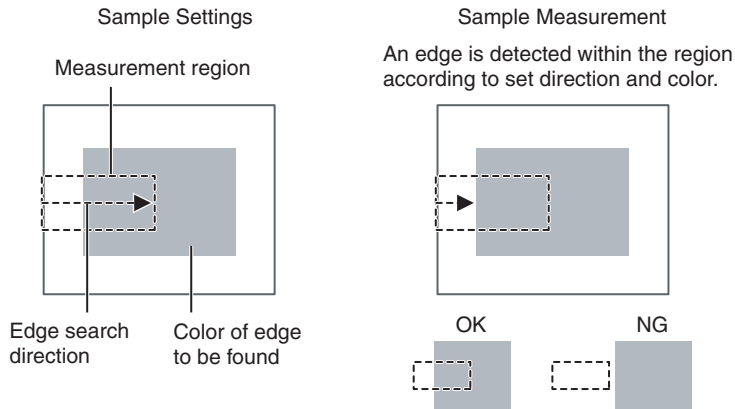 Sample Settings
Measurement region
Edge search
direction
Color of edge
to be found
Sample Measurement
An edge is detected within the region
according to set direction and color.
OK
NG